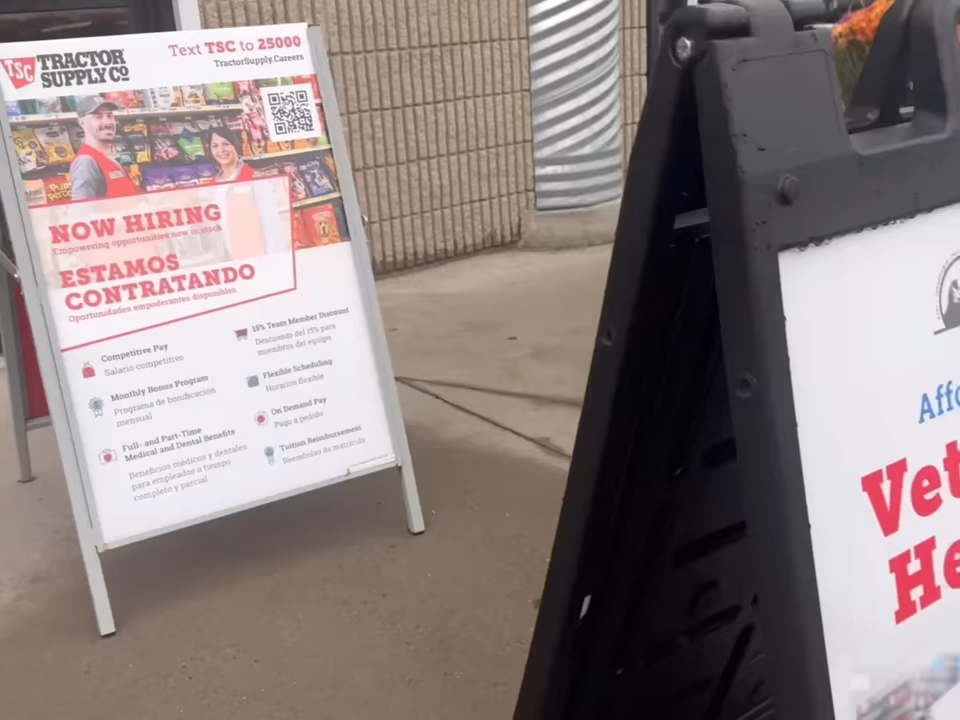 TSC TRACTOR
SUPPLY CO
Text TSC to 25000
TractorSupply.Careers
NOW HIRING
Empowering opportunities now in stock
ESTAMOS
CONTRATANDO
Oportunidades empoderantes disponibles
Competitive Pay
Salario competitivo
Monthly Bonus Program
Programa de bonificación
mensual
Full- and Part-Time
Medical and Dental Benefits
Beneficios médicos y dentales
para empleados a tiempo
completo y parcial
15% Team Member Discount
Descuento del 15% para
miembros del equipo
Flexible Scheduling
Horarios flexible
On Demand Pay
Pago a pedido
Tuition Reimbursement
Reembolso de matrícula
Affo
Vet
He